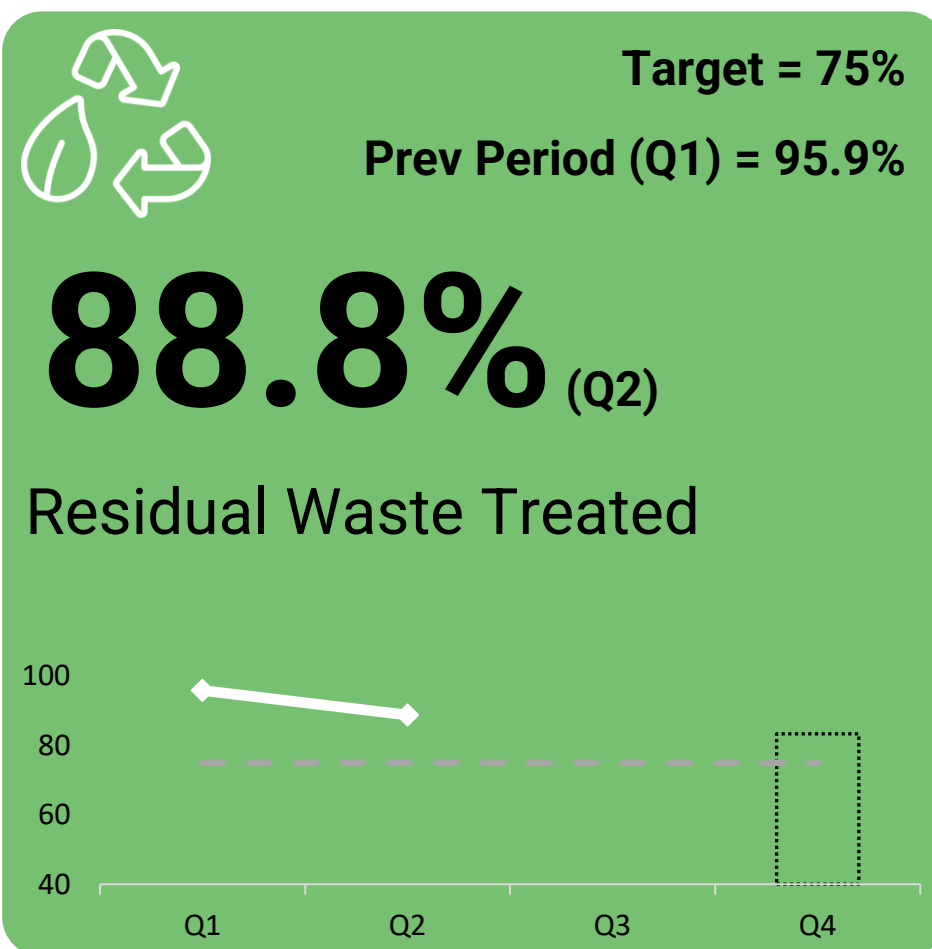 Target = 75%
Prev Period (Q1) = 95.9%
88.8% (Q2)
Residual Waste Treated
100
80
60
40
Q1 Q2 Q3 Q4